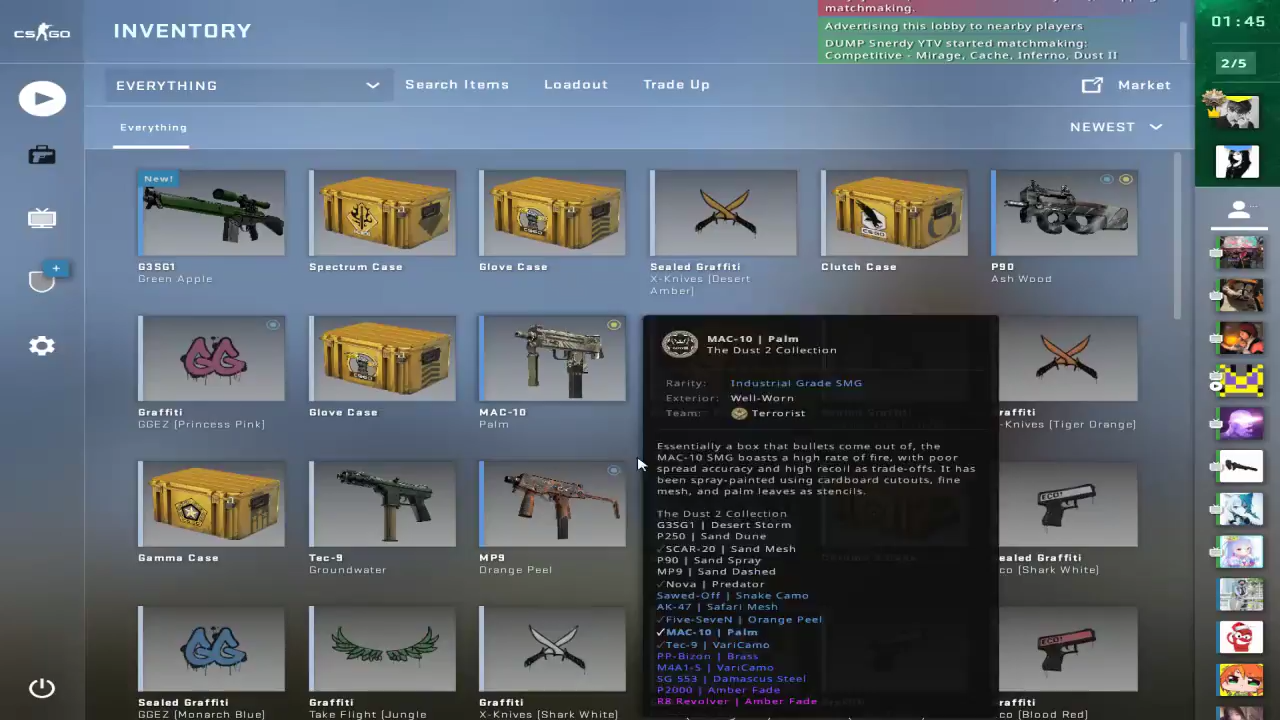 CS:GO
INVENTORY
matchmaking.
Advertising this lobby to nearby players
DUMP Snerdy YTV started matchmaking:
Competitive - Mirage, Cache, Inferno, Dust II
01:45
2/5
EVERYTHING
Search Items
Loadout
Trade Up
Market
Everything
NEWEST
New!
G3SG1
Green Apple
Spectrum Case
Glove Case
Sealed Graffiti
X-Knives (Desert
Amber)
Clutch Case
P90
Ash Wood
Graffiti
GGEZ (Princess Pink)
Glove Case
MAC-10
Palm
MAC-10 | Palm
The Dust 2 Collection
Rarity: Industrial Grade SMG
Exterior: Well-Worn
Team: Terrorist
Essentially a box that bullets come out of, the
MAC-10 SMG boasts a high rate of fire, with poor
spread accuracy and high recoil as trade-offs. It has
been spray-painted using cardboard cutouts, fine
mesh, and palm leaves as stencils.
The Dust 2 Collection
G3SG1 | Desert Storm
P250 | Sand Dune
✓SCAR-20 | Sand Mesh
P90 | Sand Spray
MP9 | Sand Dashed
✓Nova | Predator
Sawed-Off | Snake Camo
AK-47 | Safari Mesh
✓Five-SeveN | Orange Peel
✓MAC-10 | Palm
✓Tec-9 | VariCamo
PP-Bizon | Brass
M4A1-S | VariCamo
SG 553 | Damascus Steel
P2000 | Amber Fade
R8 Revolver | Amber Fade
raffiti
-Knives (Tiger Orange)
Gamma Case
Tec-9
Groundwater
MP9
Orange Peel
ECO!
ealed Graffiti
co (Shark White)
Sealed Graffiti
GGEZ (Monarch Blue)
Graffiti
Take Flight (Jungle
Graffiti
X-Knives (Shark White)
ECO!
raffiti
co (Blood Red)